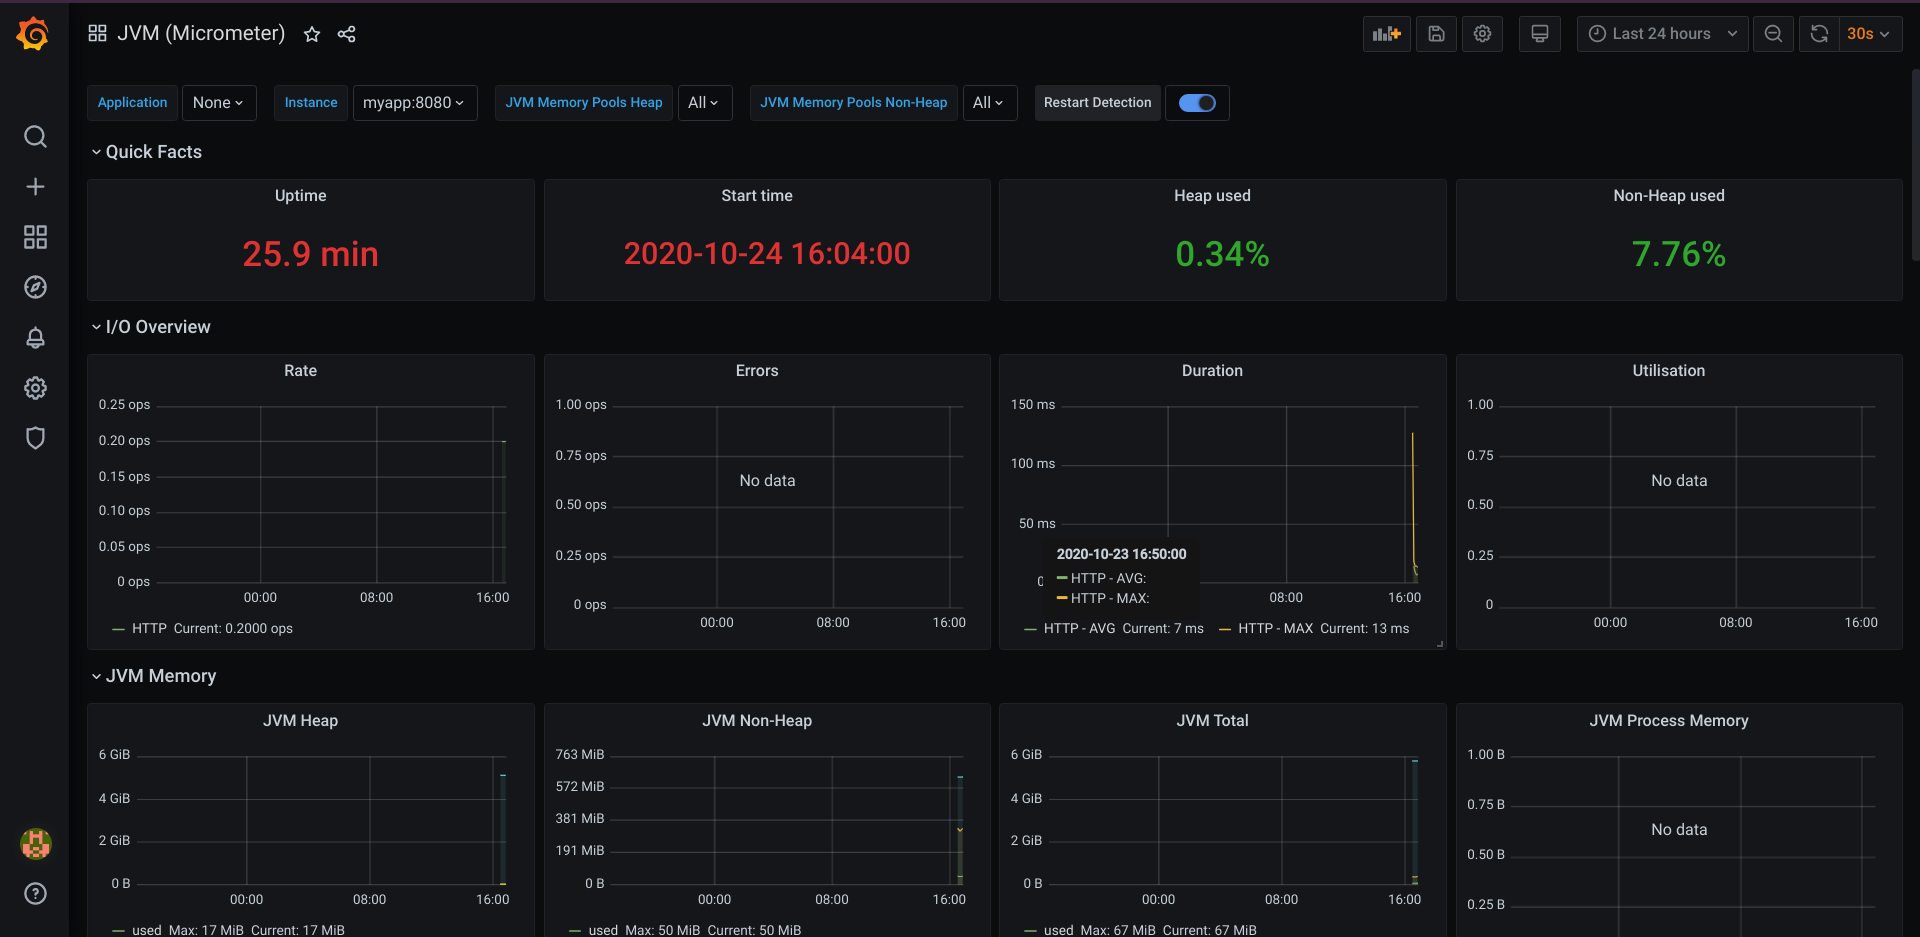 JVM (Micrometer)
Last 24 hours
30s
Application
None
Instance
myapp:8080
JVM Memory Pools Heap
All
JVM Memory Pools Non-Heap
All
Restart Detection
Quick Facts
Uptime
25.9 min
Start time
2020-10-24 16:04:00
Heap used
0.34%
Non-Heap used
7.76%
I/O Overview
Rate
0.25 ops
0.20 ops
0.15 ops
0.10 ops
0.05 ops
0 ops
00:00
08:00
16:00
HTTP Current: 0.2000 ops
Errors
1.00 ops
0.75 ops
0.50 ops
0.25 ops
0 ops
No data
00:00
08:00
16:00
Duration
150 ms
100 ms
50 ms
0
2020-10-23 16:50:00
HTTP - AVG:
HTTP - MAX:
08:00
16:00
HTTP - AVG Current: 7 ms
HTTP - MAX Current: 13 ms
Utilisation
1.00
0.75
0.50
0.25
0
No data
00:00
08:00
16:00
JVM Memory
JVM Heap
6 GiB
4 GiB
2 GiB
0 B
00:00
08:00
16:00
used Max: 17 MiB Current: 17 MiB
JVM Non-Heap
763 MiB
572 MiB
381 MiB
191 MiB
0 B
00:00
08:00
16:00
used Max: 50 MiB Current: 50 MiB
JVM Total
6 GiB
4 GiB
2 GiB
0 B
00:00
08:00
16:00
used Max: 67 MiB Current: 67 MiB
JVM Process Memory
1.00 B
0.75 B
0.50 B
0.25 B
No data